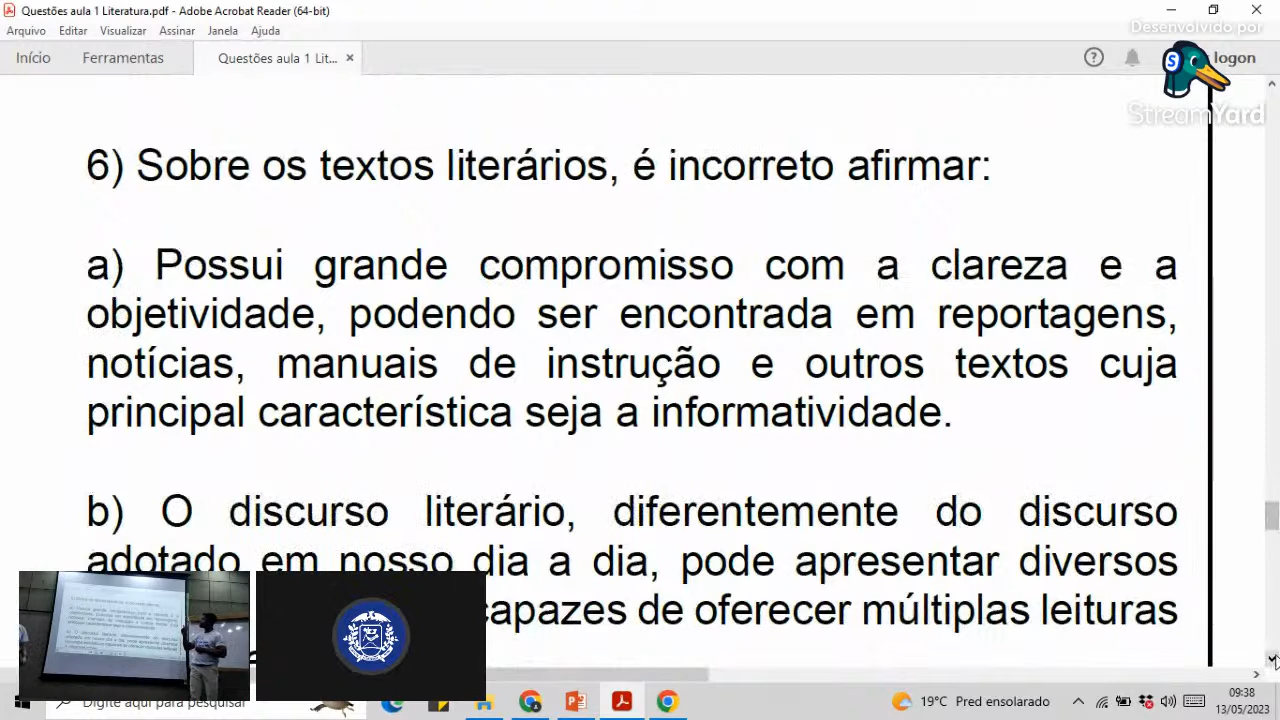 Questões aula 1 Literatura.pdf - Adobe Acrobat Reader (64-bit)
Arquivo Editar Visualizar Assinar Janela Ajuda
Desenvolvido por
Início Ferramentas Questões aula 1 Lit... × logon
StreamYard
6) Sobre os textos literários, é incorreto afirmar:
a) Possui grande compromisso com a clareza e a
objetividade, podendo ser encontrada em reportagens,
notícias, manuais de instrução e outros textos cuja
principal característica seja a informatividade.
b) O discurso literário, diferentemente do discurso
adotado em nosso dia a dia, pode apresentar diversos
capazes de oferecer múltiplas leituras
Digite aqui para pesquisar
19°C Pred ensolarado
09:38
13/05/2023